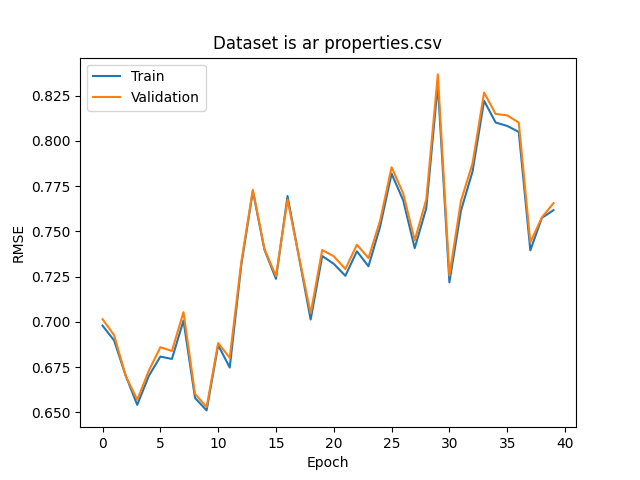 Dataset is ar properties.csv
Train
Validation
RMSE
0.825
0.800
0.775
0.750
0.725
0.700
0.675
0.650
0 5 10 15 20 25 30 35 40
Epoch